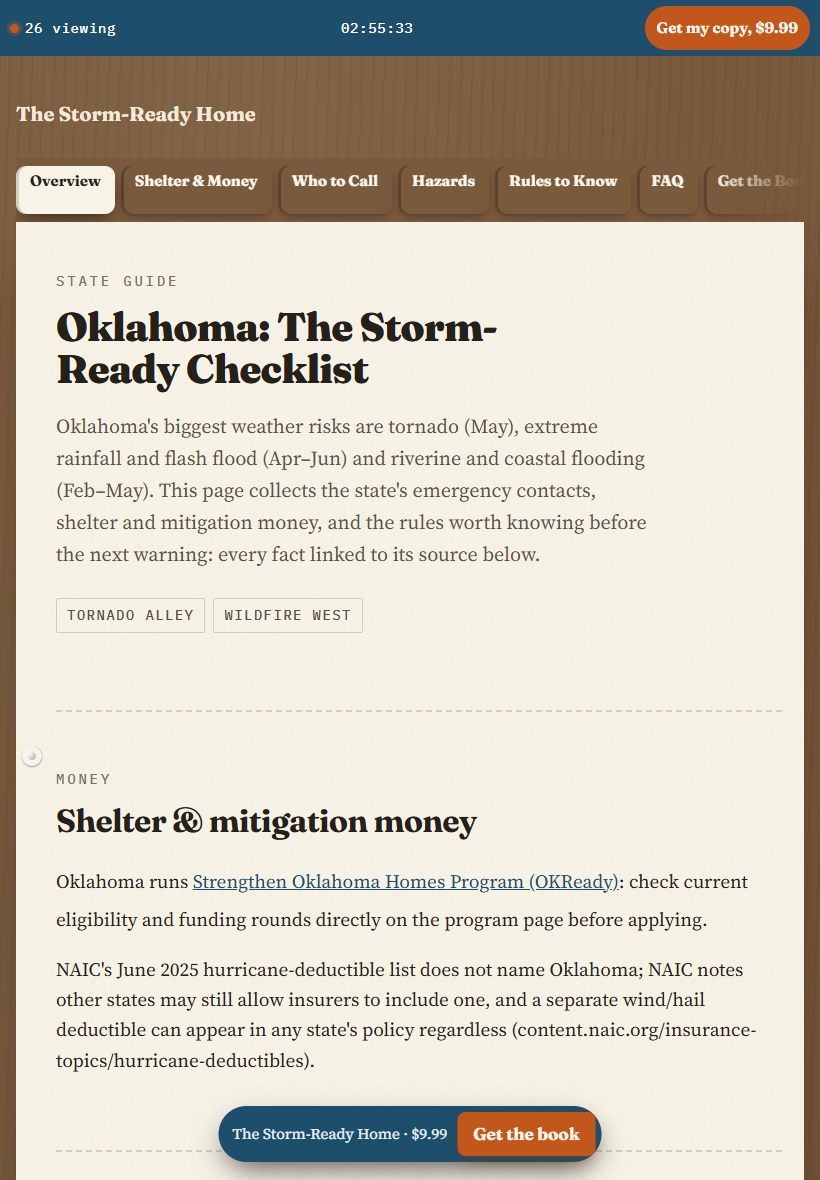 26 viewing
02:55:33
Get my copy, $9.99
The Storm-Ready Home
Overview
Shelter & Money
Who to Call
Hazards
Rules to Know
FAQ
Get the Boo
STATE GUIDE
Oklahoma: The Storm-
Ready Checklist
Oklahoma's biggest weather risks are tornado (May), extreme
rainfall and flash flood (Apr–Jun) and riverine and coastal flooding
(Feb–May). This page collects the state's emergency contacts,
shelter and mitigation money, and the rules worth knowing before
the next warning: every fact linked to its source below.
TORNADO ALLEY
WILDFIRE WEST
MONEY
Shelter & mitigation money
Oklahoma runs Strengthen Oklahoma Homes Program (OKReady): check current
eligibility and funding rounds directly on the program page before applying.
NAIC's June 2025 hurricane-deductible list does not name Oklahoma; NAIC notes
other states may still allow insurers to include one, and a separate wind/hail
deductible can appear in any state's policy regardless (content.naic.org/insurance-
topics/hurricane-deductibles).
The Storm-Ready Home · $9.99
Get the book